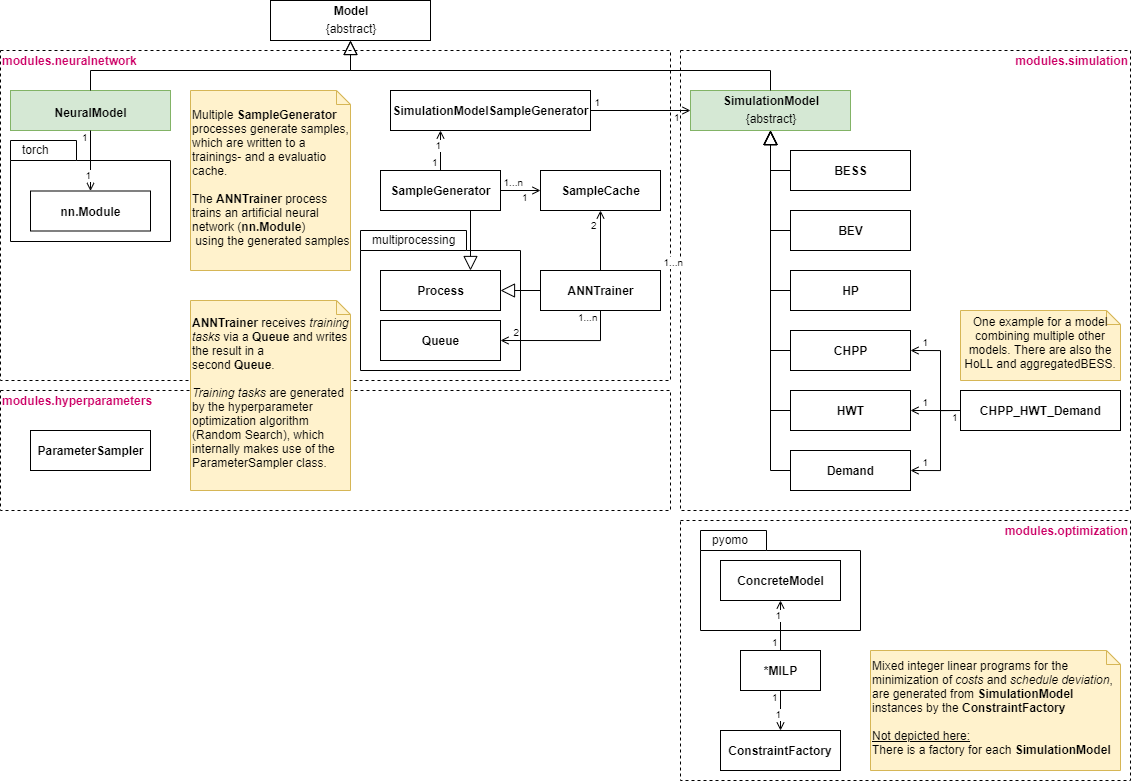 Model
{abstract}
modules.neuralnetwork
modules.simulation
NeuralModel
1
torch
1
nn.Module
Multiple SampleGenerator
processes generate samples,
which are written to a
trainings- and a evaluatio
cache.
The ANNTrainer process
trains an artificial neural
network (nn.Module)
using the generated samples
SimulationModelSampleGenerator
1
1
SimulationModel
{abstract}
1
1
SampleGenerator
1...n
1
SampleCache
2
multiprocessing
Process
ANNTrainer
1...n
1...n
Queue
2
BESS
BEV
HP
CHPP
1
HWT
1
1
Demand
1
CHPP_HWT_Demand
One example for a model
combining multiple other
models. There are also the
HoLL and aggregatedBESS.
ANNTrainer receives training
tasks via a Queue and writes
the result in a
second Queue.
Training tasks are generated
by the hyperparameter
optimization algorithm
(Random Search), which
internally makes use of the
ParameterSampler class.
modules.hyperparameters
ParameterSampler
modules.optimization
pyomo
ConcreteModel
1
1
*MILP
1
1
ConstraintFactory
Mixed integer linear programs for the
minimization of costs and schedule deviation,
are generated from SimulationModel
instances by the ConstraintFactory
Not depicted here:
There is a factory for each SimulationModel